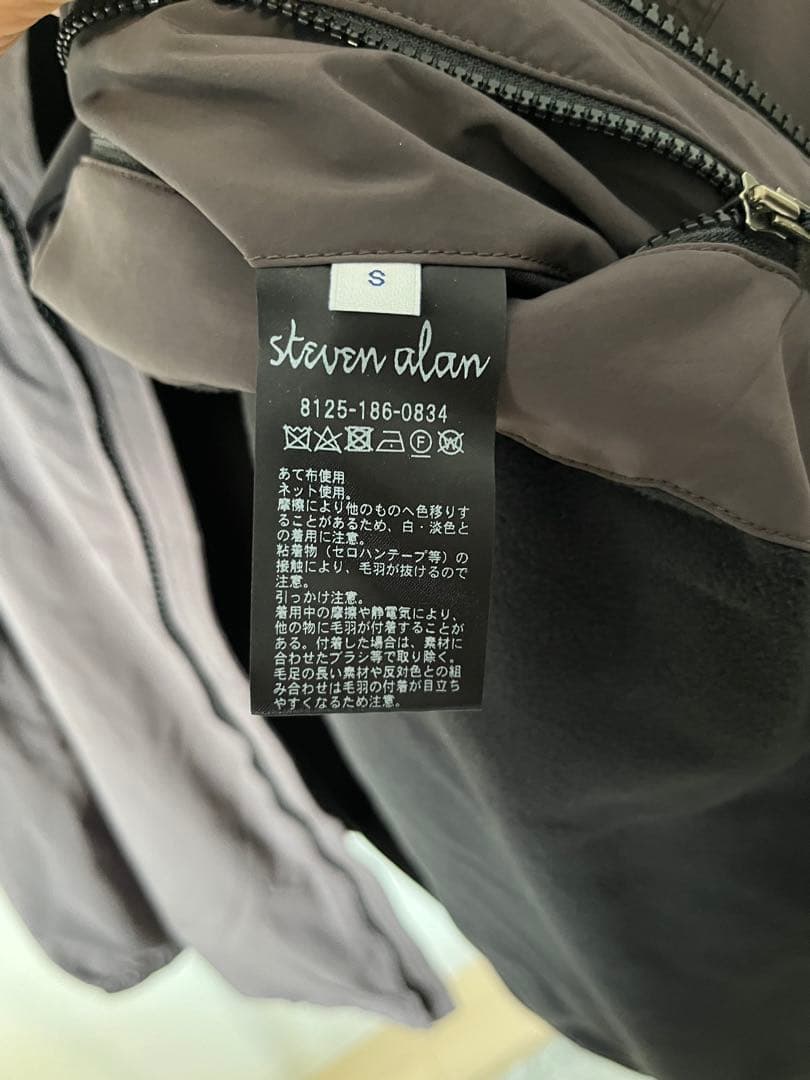 S
steven alan
8125-186-0834
F W
あて布使用
ネット使用。
摩擦により他のものへ色移りす
ることがあるため、白・淡色と
の着用に注意。
粘着物(セロハンテープ等)の
接触により、毛羽が抜けるので
注意。
引っかけ注意。
着用中の摩擦や静電気により、
他の物に毛羽が付着することが
ある。付着した場合は、素材に
合わせたブラシ等で取り除く。
毛足の長い素材や反対色との組
み合わせは毛羽の付着が目立ち
やすくなるため注意。